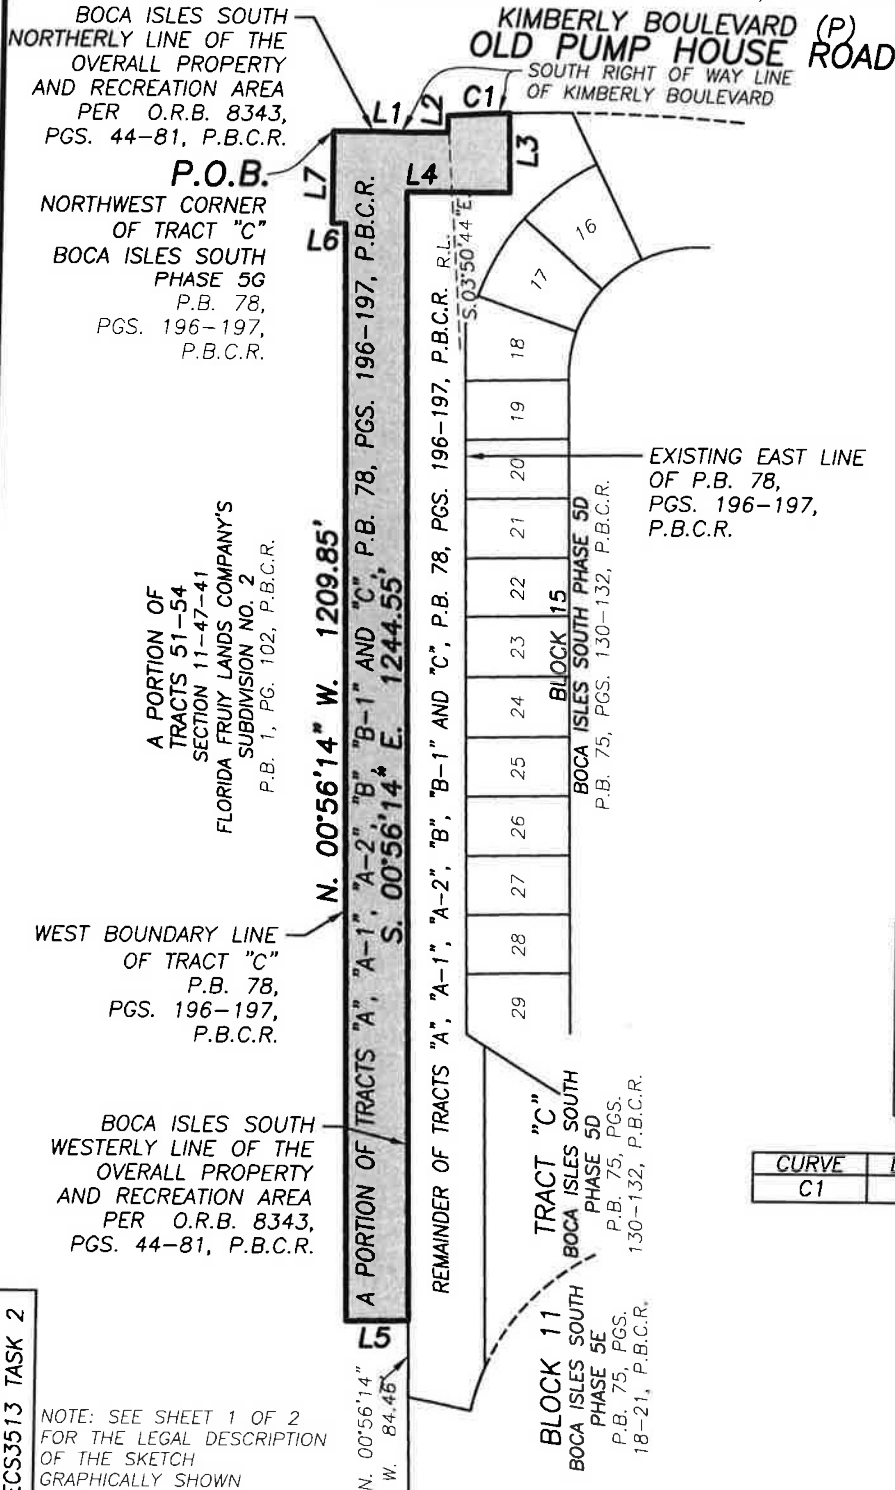 BOCA ISLES SOUTH
NORTHERLY LINE OF THE
OVERALL PROPERTY
AND RECREATION AREA
PER O.R.B. 8343,
PGS. 44-81, P.B.C.R.
KIMBERLY BOULEVARD (P)
OLD PUMP HOUSE ROAD
SOUTH RIGHT OF WAY LINE
OF KIMBERLY BOULEVARD
L1
L2
C1
L3
L4
L7
L6
P.O.B.
NORTHWEST CORNER
OF TRACT "C"
BOCA ISLES SOUTH
PHASE 5G
P.B. 78,
PGS. 196-197,
P.B.C.R.
R.L.
S.03°50'44"E.
16
17
18
19
20
21
22
23
24
25
26
27
28
29
EXISTING EAST LINE
OF P.B. 78,
PGS. 196-197,
P.B.C.R.
BLOCK 15
BOCA ISLES SOUTH PHASE 5D
P.B. 75, PGS. 130-132, P.B.C.R.
A PORTION OF
TRACTS 51-54
SECTION 11-47-41
FLORIDA FRUIY LANDS COMPANY'S
SUBDIVISION NO. 2
P.B. 1, PG. 102, P.B.C.R.
N. 00°56'14" W. 1209.85'
A PORTION OF TRACTS "A", "A-1", "A-2", "B", "B-1" AND "C", P.B. 78, PGS. 196-197, P.B.C.R.
S. 00°56'14" E. 1244.55'
REMAINDER OF TRACTS "A", "A-1", "A-2", "B", "B-1" AND "C", P.B. 78, PGS. 196-197, P.B.C.R.
WEST BOUNDARY LINE
OF TRACT "C"
P.B. 78,
PGS. 196-197,
P.B.C.R.
BOCA ISLES SOUTH
WESTERLY LINE OF THE
OVERALL PROPERTY
AND RECREATION AREA
PER O.R.B. 8343,
PGS. 44-81, P.B.C.R.
TRACT "C"
BOCA ISLES SOUTH
PHASE 5D
P.B. 75, PGS.
130-132, P.B.C.R.
CURVE
C1
L5
N. 00°56'14"
W. 84.46'
BLOCK 11
BOCA ISLES SOUTH
PHASE 5E
P.B. 75, PGS.
18-21, P.B.C.R.
ECS3513 TASK 2
NOTE: SEE SHEET 1 OF 2
FOR THE LEGAL DESCRIPTION
OF THE SKETCH
GRAPHICALLY SHOWN